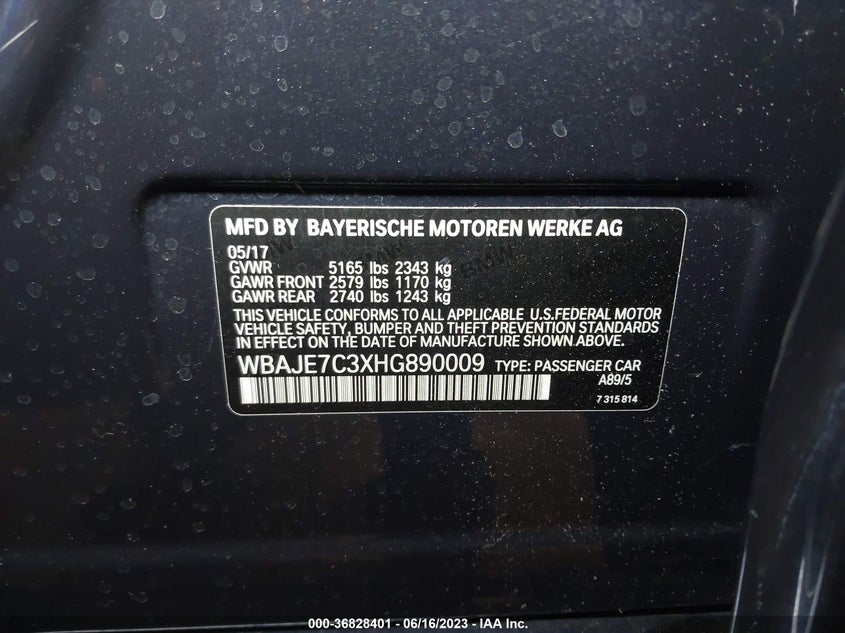 MFD BY BAYERISCHE MOTOREN WERKE AG
05/17
GVWR 5165 lbs 2343 kg
GAWR FRONT 2579 lbs 1170 kg
GAWR REAR 2740 lbs 1243 kg
THIS VEHICLE CONFORMS TO ALL APPLICABLE U.S.FEDERAL MOTOR
VEHICLE SAFETY, BUMPER AND THEFT PREVENTION STANDARDS
IN EFFECT ON THE DATE OF MANUFACTURE SHOWN ABOVE.
WBAJE7C3XHG890009 TYPE: PASSENGER CAR
A89/5
7 315 814
000-36828401 - 06/16/2023 - IAA Inc.